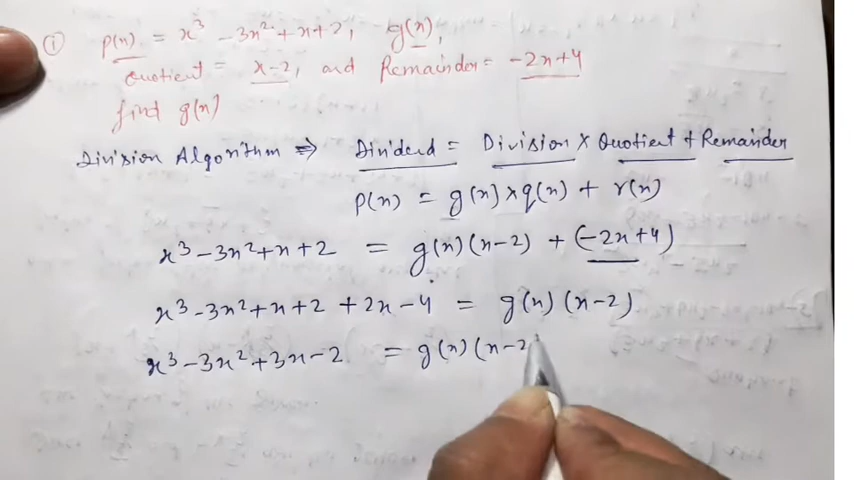 ① p(x) = x³ - 3x² + x + 2, g(x),
Quotient = x-2, and Remainder = -2x+4
find g(x)
Division Algorithm ⇒ Dividend = Division × Quotient + Remainder
p(x) = g(x) × q(x) + r(x)
x³ - 3x² + x + 2 = g(x)(x-2) + (-2x+4)
x³ - 3x² + x + 2 + 2x - 4 = g(x)(x-2)
x³ - 3x² + 3x - 2 = g(x)(x-2